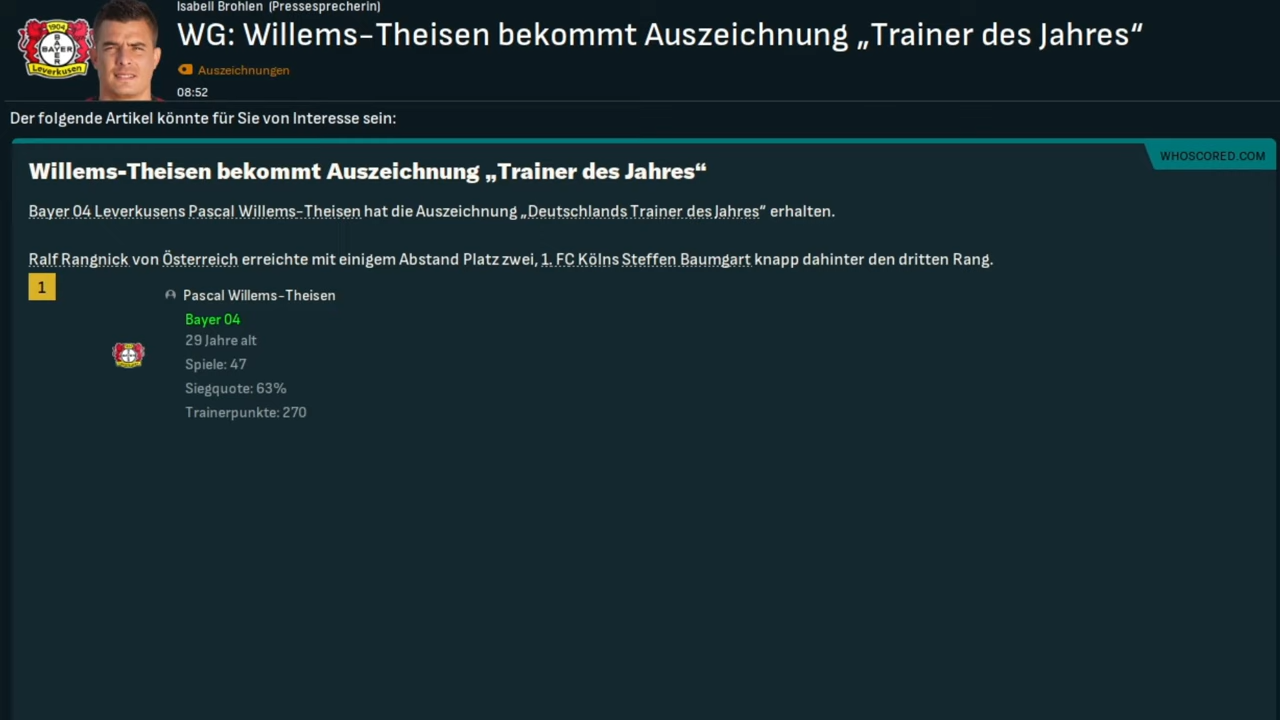 Isabell Brohlen (Pressesprecherin)
WG: Willems-Theisen bekommt Auszeichnung „Trainer des Jahres“
Auszeichnungen
08:52
Der folgende Artikel könnte für Sie von Interesse sein:
WHOSCORED.COM
Willems-Theisen bekommt Auszeichnung „Trainer des Jahres“
Bayer 04 Leverkusens Pascal Willems-Theisen hat die Auszeichnung „Deutschlands Trainer des Jahres“ erhalten.
Ralf Rangnick von Österreich erreichte mit einigem Abstand Platz zwei, 1. FC Kölns Steffen Baumgart knapp dahinter den dritten Rang.
1
Pascal Willems-Theisen
Bayer 04
29 Jahre alt
Spiele: 47
Siegquote: 63%
Trainerpunkte: 270
1904
BAYER
BAYER
Leverkusen